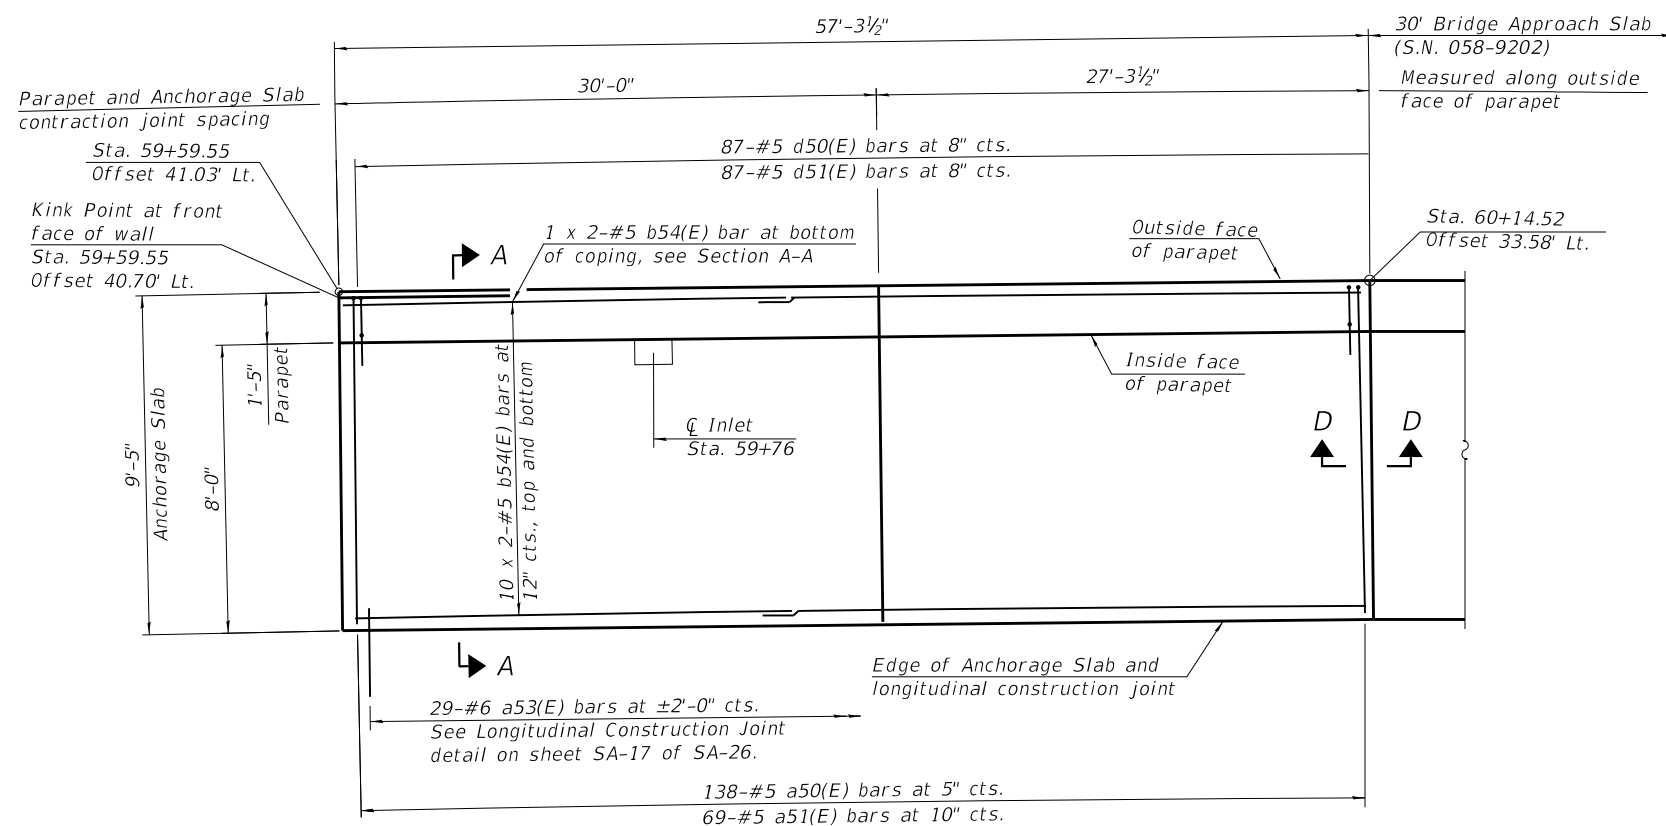 57'-3½"
30' Bridge Approach Slab
(S.N. 058-9202)
30'-0"
27'-3½"
Measured along outside
face of parapet
Parapet and Anchorage Slab
contraction joint spacing
87-#5 d50(E) bars at 8" cts.
87-#5 d51(E) bars at 8" cts.
Sta. 59+59.55
Offset 41.03' Lt.
Kink Point at front
face of wall
Sta. 59+59.55
Offset 40.70' Lt.
A
1 x 2-#5 b54(E) bar at bottom
of coping, see Section A-A
Outside face
of parapet
Sta. 60+14.52
Offset 33.58' Lt.
9'-5"
Anchorage Slab
8'-0"
1'-5"
Parapet
10 x 2-#5 b54(E) bars at
12" cts., top and bottom
℄ Inlet
Sta. 59+76
Inside face
of parapet
D
D
A
Edge of Anchorage Slab and
longitudinal construction joint
29-#6 a53(E) bars at ±2'-0" cts.
See Longitudinal Construction Joint
detail on sheet SA-17 of SA-26.
138-#5 a50(E) bars at 5" cts.
69-#5 a51(E) bars at 10" cts.